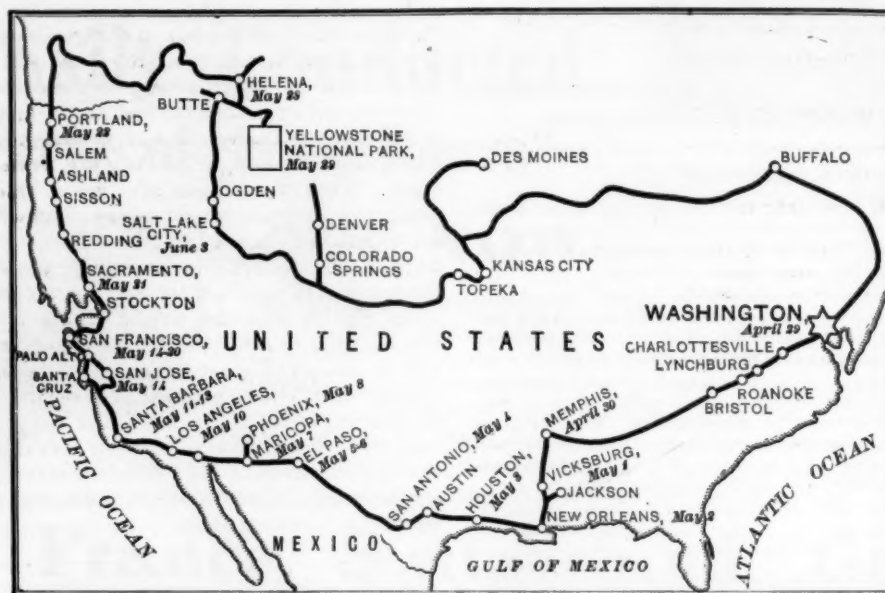 HELENA,
May 28
BUTTE
PORTLAND,
May 22
SALEM
YELLOWSTONE
NATIONAL PARK,
May 29
DES MOINES
BUFFALO
ASHLAND
SISSON
OGDEN
SALT LAKE
CITY,
June 3
DENVER
REDDING
COLORADO
SPRINGS
KANSAS CITY
TOPEKA
SACRAMENTO,
May 21
STOCKTON
WASHINGTON,
April 29
UNITED STATES
SAN FRANCISCO,
May 14-20
PALO ALT
CHARLOTTESVILLE
LYNCHBURG
SANTA
CRUZ
SAN JOSE,
May 14
ROANOKE
BRISTOL
SANTA BARBARA,
May 11-13
LOS ANGELES,
May 10
PHOENIX, May 8
MARICOPA,
May 7
EL PASO,
May 5-6
MEMPHIS,
April 30
SAN ANTONIO, May 4
AUSTIN
HOUSTON,
May 3
VICKSBURG,
May 1
JACKSON
NEW ORLEANS, May 2
PACIFIC OCEAN
MEXICO
GULF OF MEXICO
ATLANTIC OCEAN